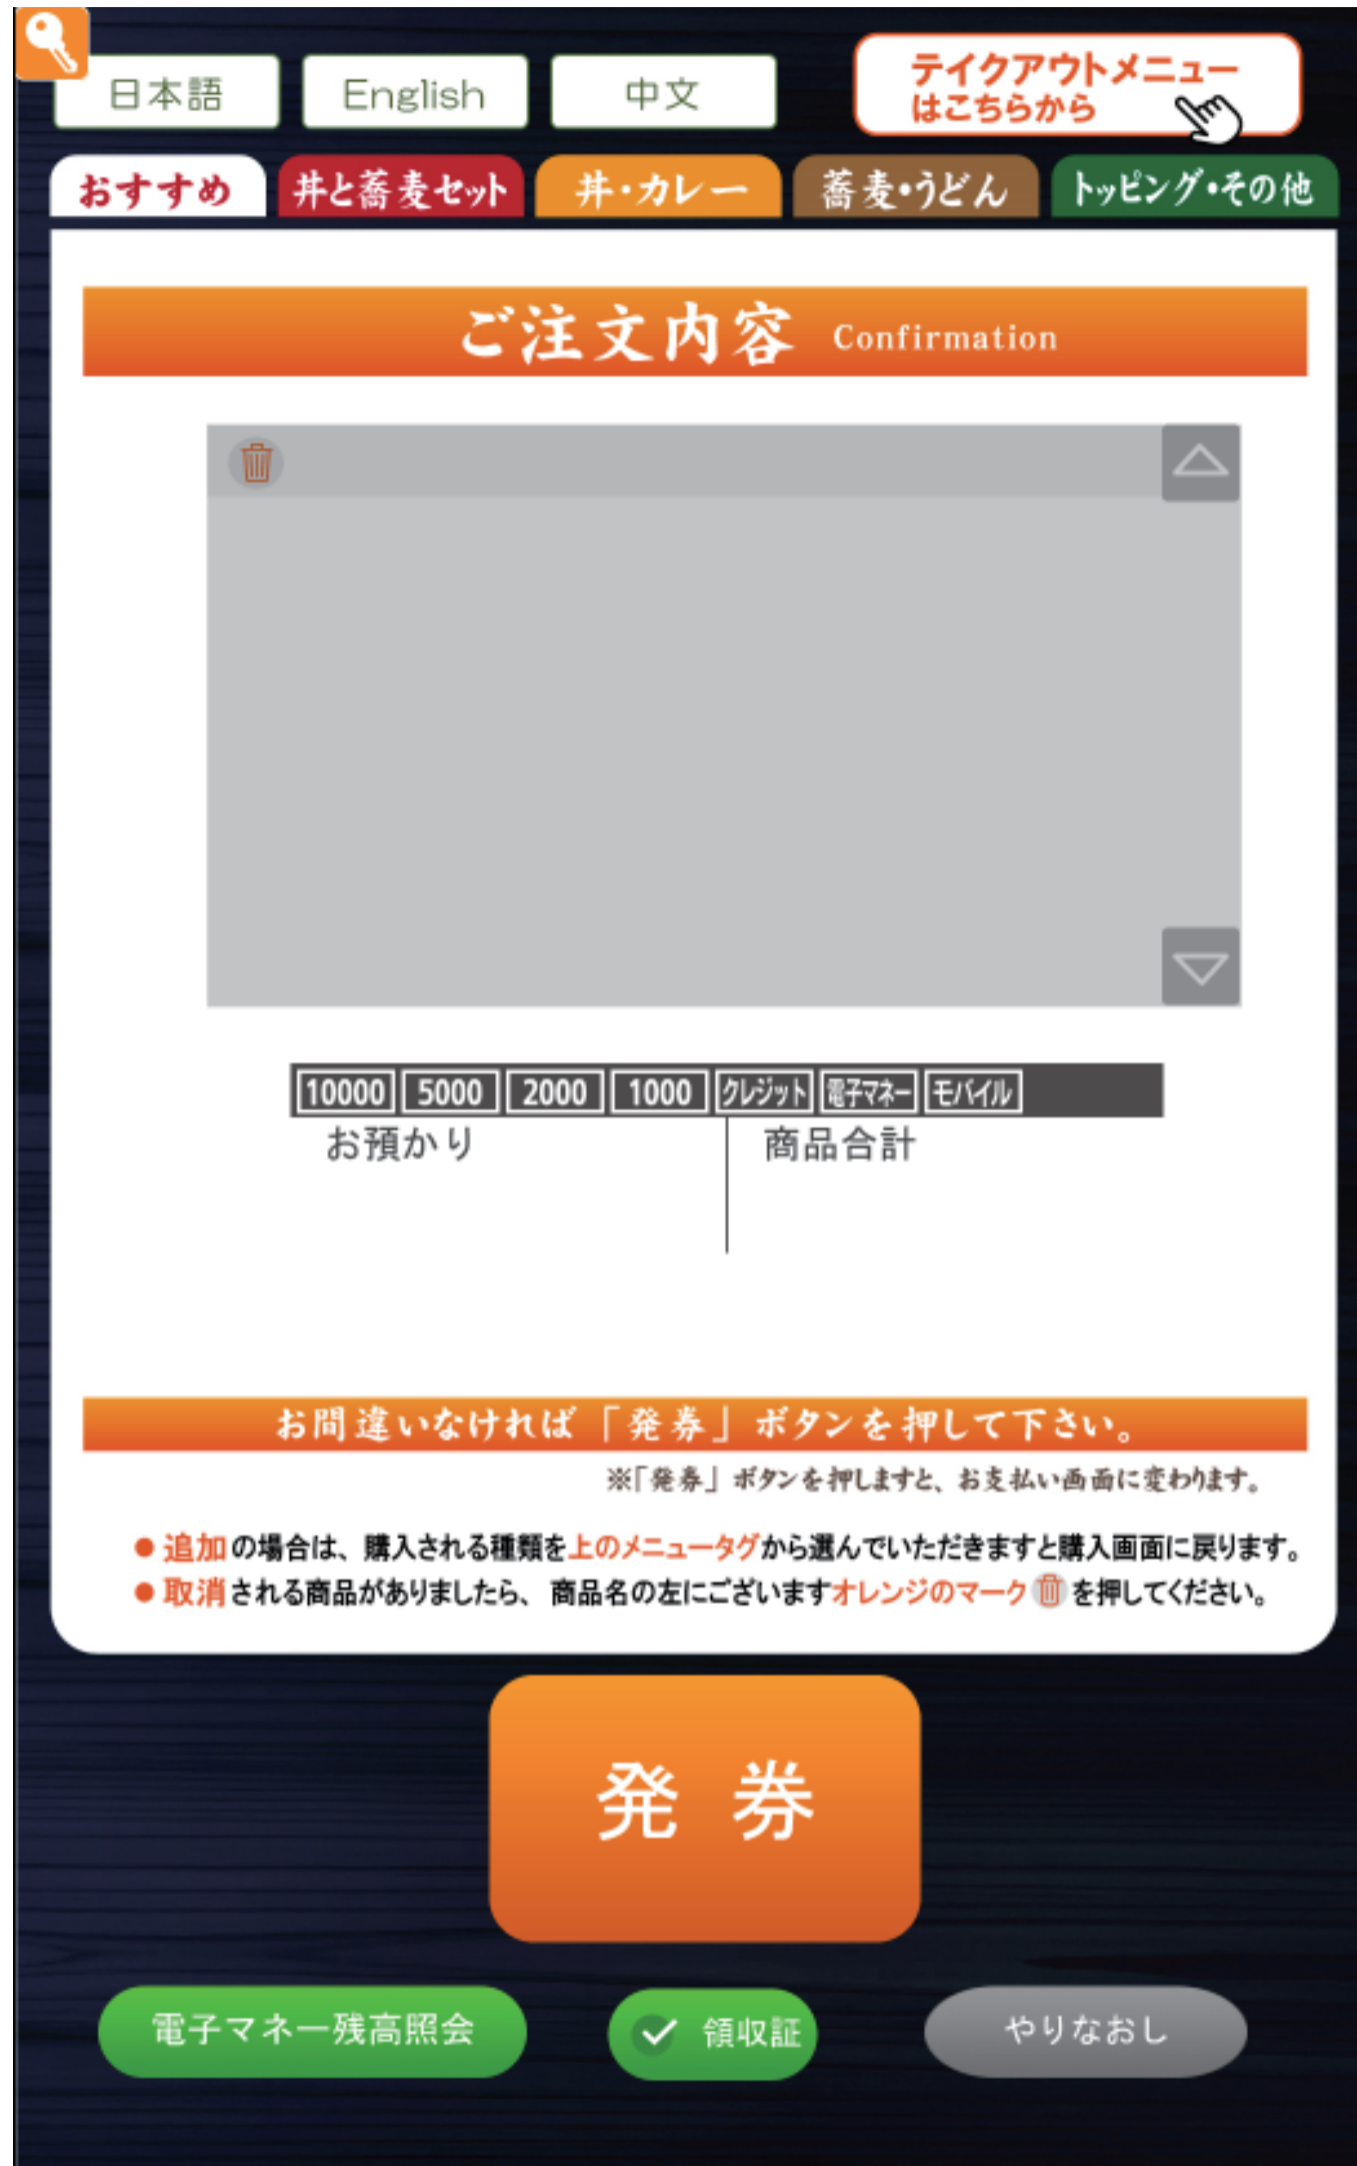 日本語
English
中文
テイクアウトメニュー
はこちらから
おすすめ
丼と蕎麦セット
丼・カレー
蕎麦・うどん
トッピング・その他
ご注文内容 Confirmation
10000 5000 2000 1000 クレジット 電子マネー モバイル
お預かり
商品合計
お間違いなければ「発券」ボタンを押して下さい。
※「発券」ボタンを押しますと、お支払い画面に変わります。
● 追加の場合は、購入される種類を上のメニュータグから選んでいただきますと購入画面に戻ります。
● 取消される商品がありましたら、商品名の左にございますオレンジのマーク を押してください。
発券
電子マネー残高照会
領収証
やりなおし